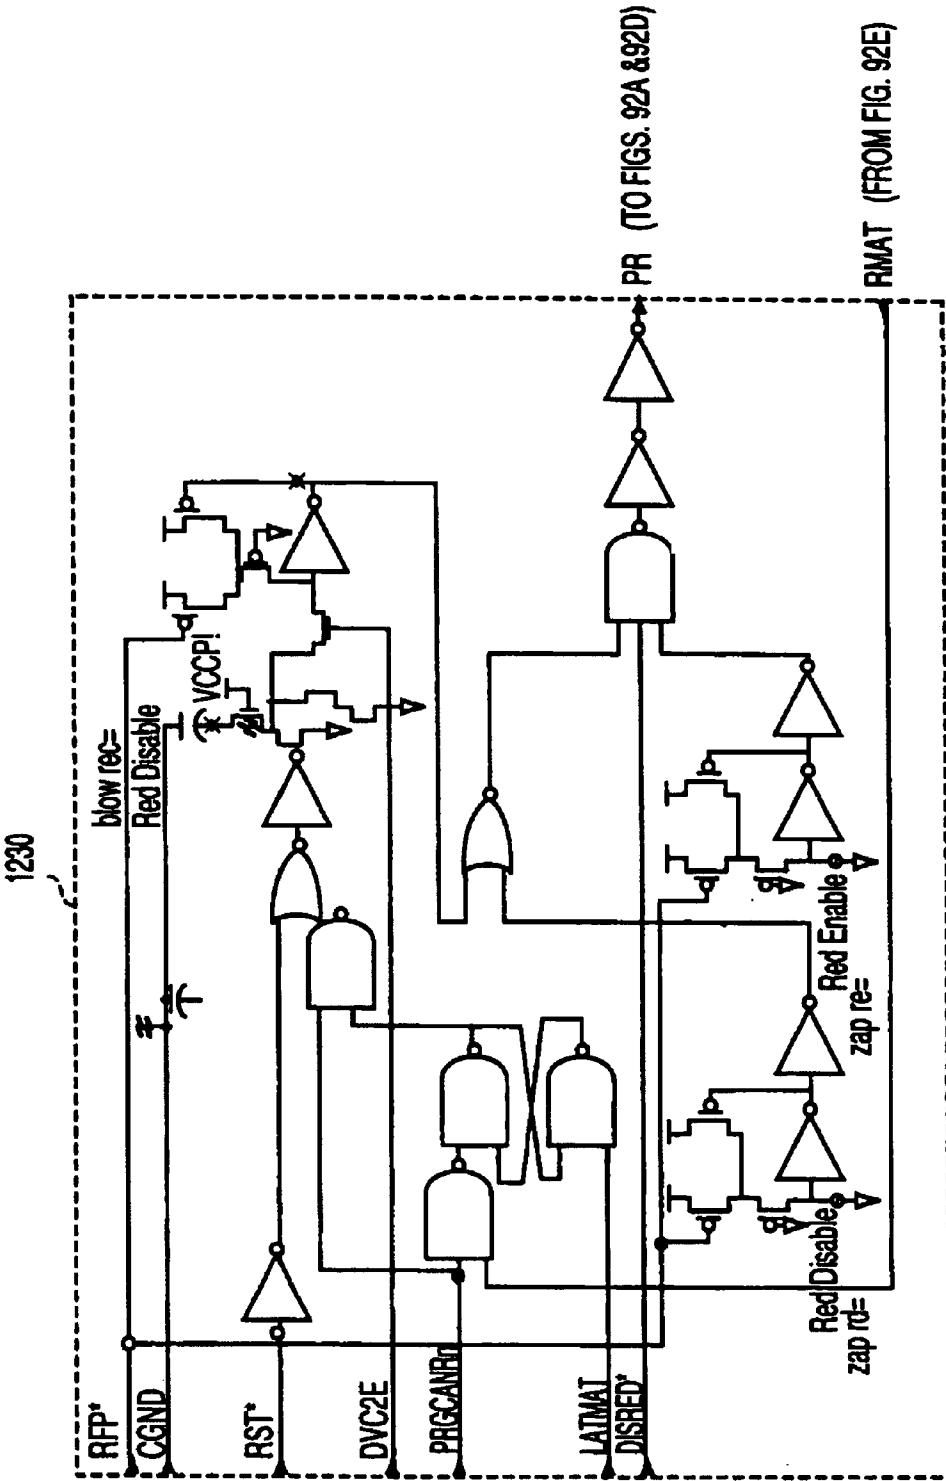 1230
RFP*
CGND
RST*
DVC2E
PRGCANRn
LATMAT
DISRED*
blow rec=
Red Disable
VCCP!
Red Disable
zap rd=
Red Enable
zap re=
PR (TO FIGS. 92A &92D)
RMAT (FROM FIG. 92E)